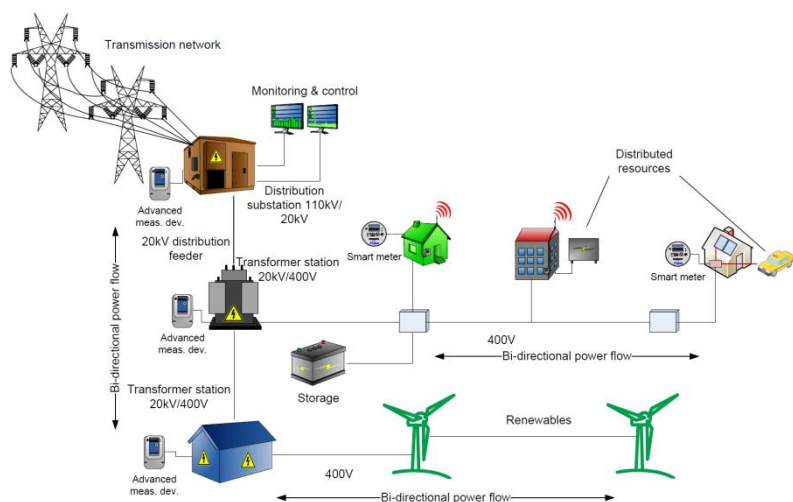 Transmission network
Monitoring & control
Distributed
resources
Advanced
meas. dev.
Distribution
substation 110kV/
20kV
20kV distribution
feeder
Transformer station
20kV/400V
Smart meter
Smart meter
Bi-directional power flow
Advanced
meas. dev.
400V
Bi-directional power flow
Storage
Transformer station
20kV/400V
Renewables
Advanced
meas. dev.
400V
Bi-directional power flow